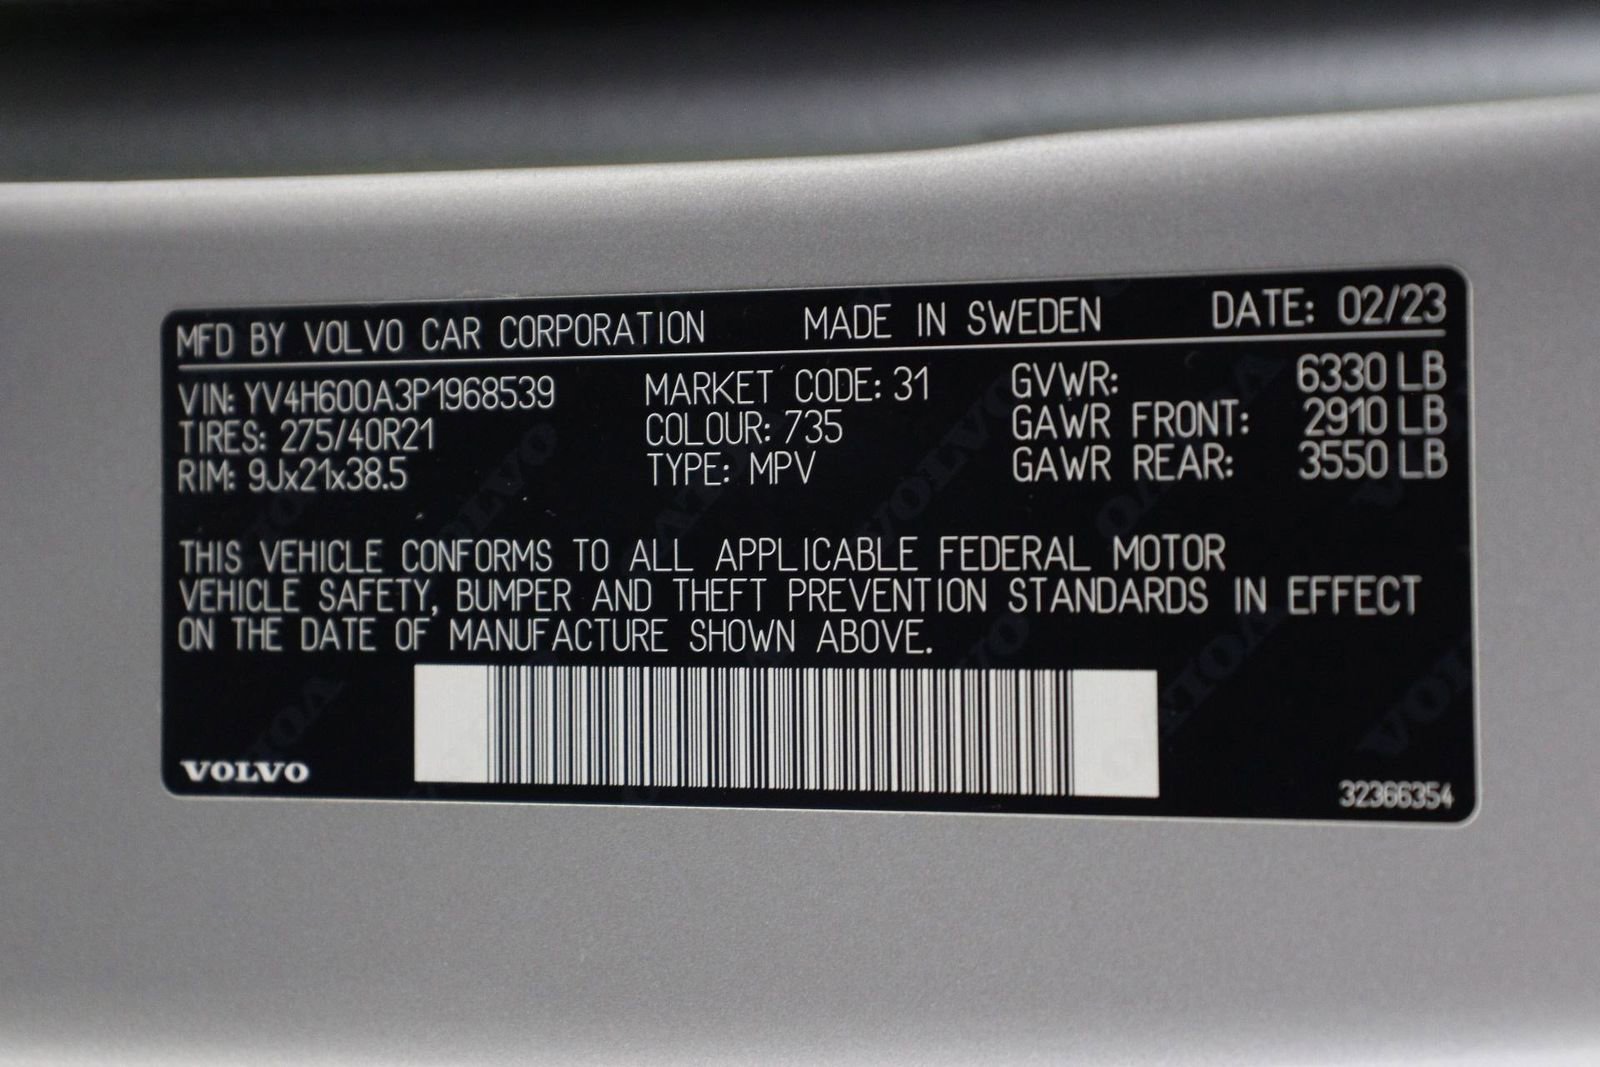 MFD BY VOLVO CAR CORPORATION MADE IN SWEDEN DATE: 02/23
VIN: YV4H600A3P1968539 MARKET CODE: 31 GVWR: 6330 LB
TIRES: 275/40R21 COLOUR: 735 GAWR FRONT: 2910 LB
RIM: 9Jx21x38.5 TYPE: MPV GAWR REAR: 3550 LB
THIS VEHICLE CONFORMS TO ALL APPLICABLE FEDERAL MOTOR
VEHICLE SAFETY, BUMPER AND THEFT PREVENTION STANDARDS IN EFFECT
ON THE DATE OF MANUFACTURE SHOWN ABOVE.
VOLVO
32366354